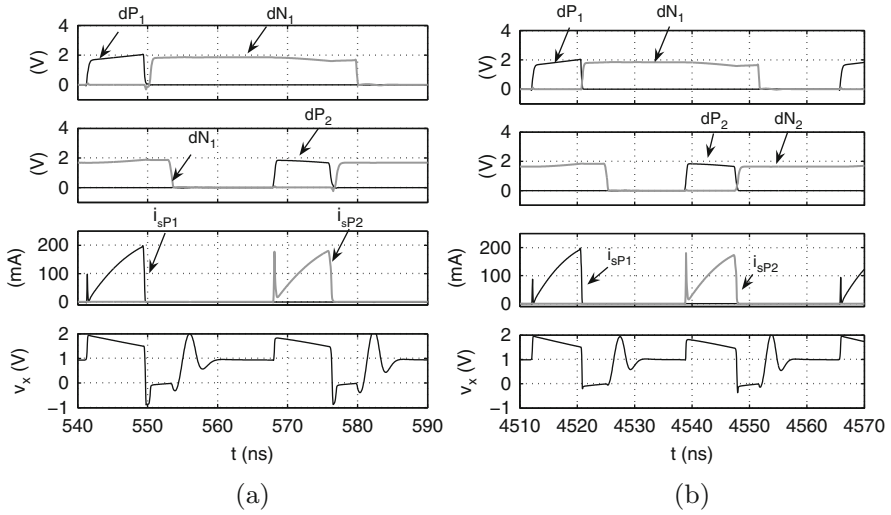 dP1 dN1
4
2
0
(V)
dN1 dP2
4
2
0
(V)
isP1 isP2
200
100
0
(mA)
2
1
0
−1
vx (V)
540 550 560 570 580 590
t (ns)
(a)
dP1 dN1
4
2
0
(V)
dP2 dN2
4
2
0
(V)
isP1 isP2
200
100
0
(mA)
2
1
0
−1
vx (V)
4510 4520 4530 4540 4550 4560 4570
t (ns)
(b)